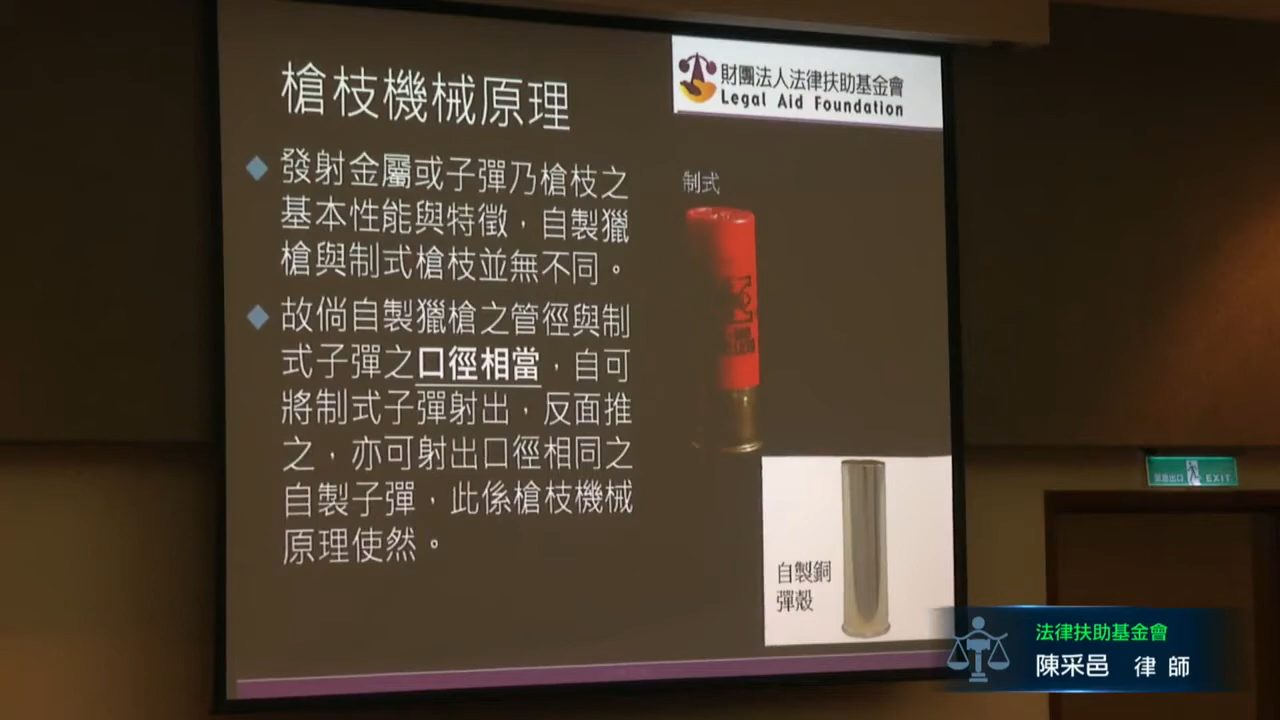 槍枝機械原理
財團法人法律扶助基金會
Legal Aid Foundation
發射金屬或子彈乃槍枝之
基本性能與特徵，自製獵
槍與制式槍枝並無不同。
故倘自製獵槍之管徑與制
式子彈之口徑相當，自可
將制式子彈射出，反面推
之，亦可射出口徑相同之
自製子彈，此係槍枝機械
原理使然。
制式
自製銅
彈殼
EXIT
法律扶助基金會
陳采邑 律師